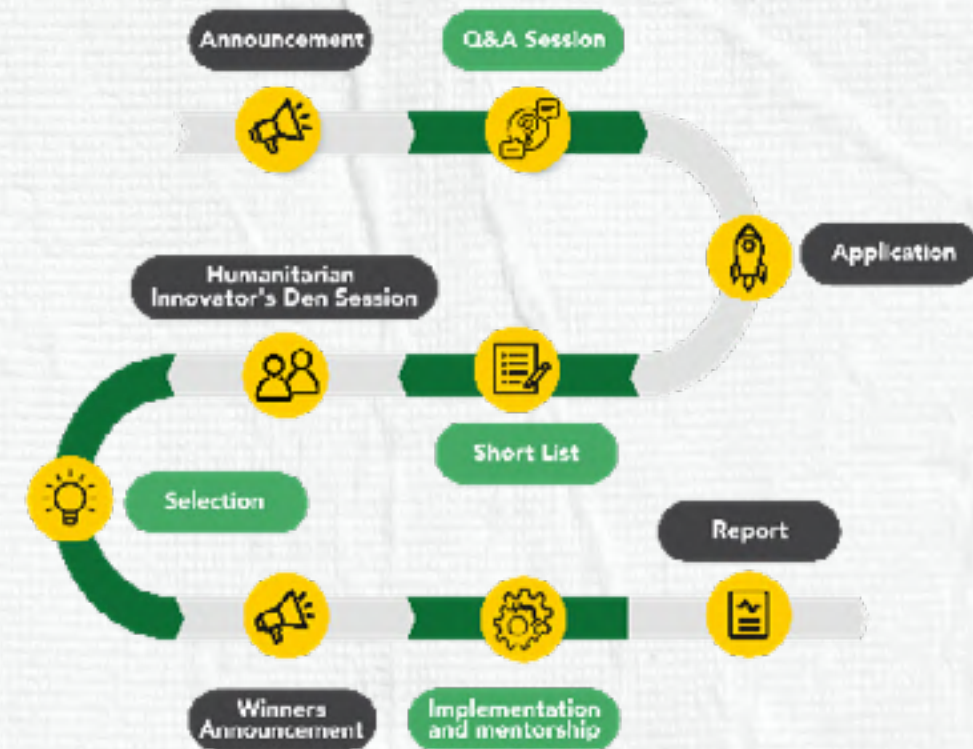 Announcement
Q&A Session
Application
Humanitarian
Innovator's Den Session
Short List
Selection
Report
Winners
Announcement
Implementation
and mentorship